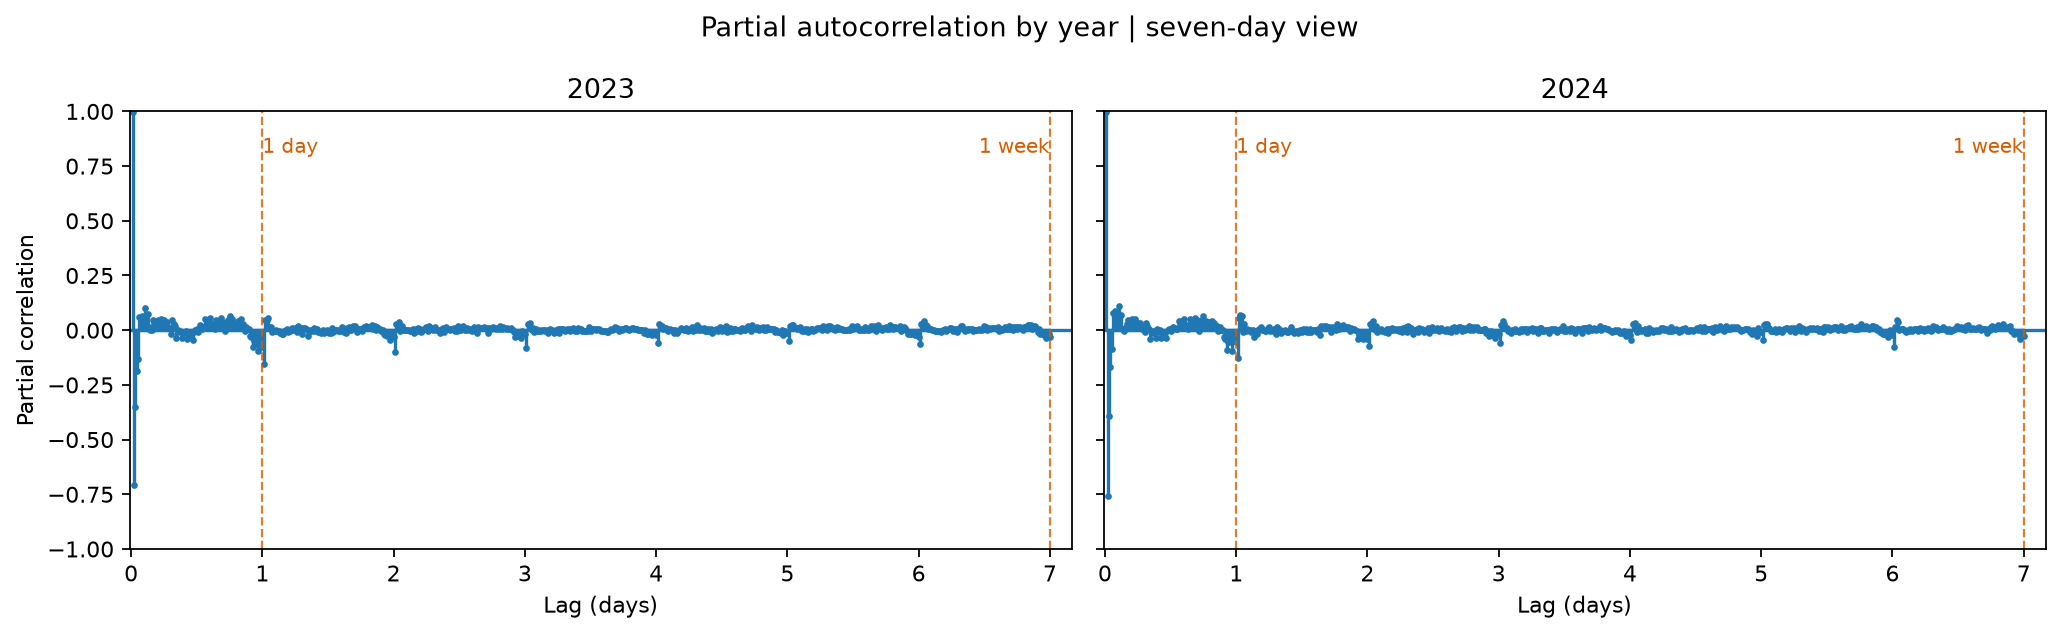 Partial autocorrelation by year | seven-day view
2023
2024
Partial correlation
1.00
0.75
0.50
0.25
0.00
−0.25
−0.50
−0.75
−1.00
1 day
1 week
1 day
1 week
0 1 2 3 4 5 6 7
0 1 2 3 4 5 6 7
Lag (days)
Lag (days)